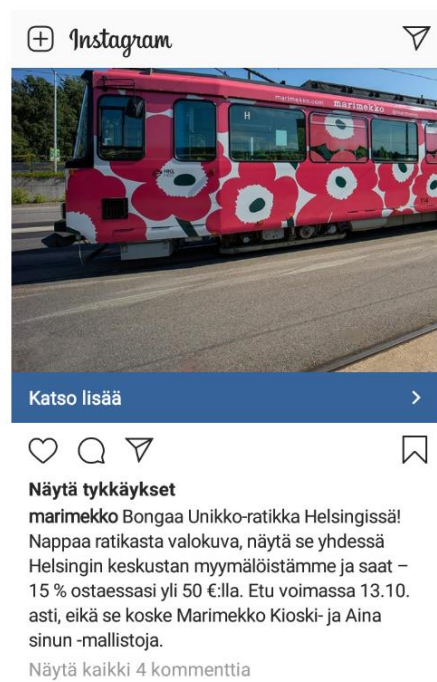 Instagram
marimekko.com
marimekko
H
Katso lisää
Näytä tykkäykset
marimekko Bongaa Unikko-ratikka Helsingissä!
Nappaa ratikasta valokuva, näytä se yhdessä
Helsingin keskustan myymälöistämme ja saat –
15 % ostaessasi yli 50 €:lla. Etu voimassa 13.10.
asti, eikä se koske Marimekko Kioski- ja Aina
sinun -mallistoja.
Näytä kaikki 4 kommenttia